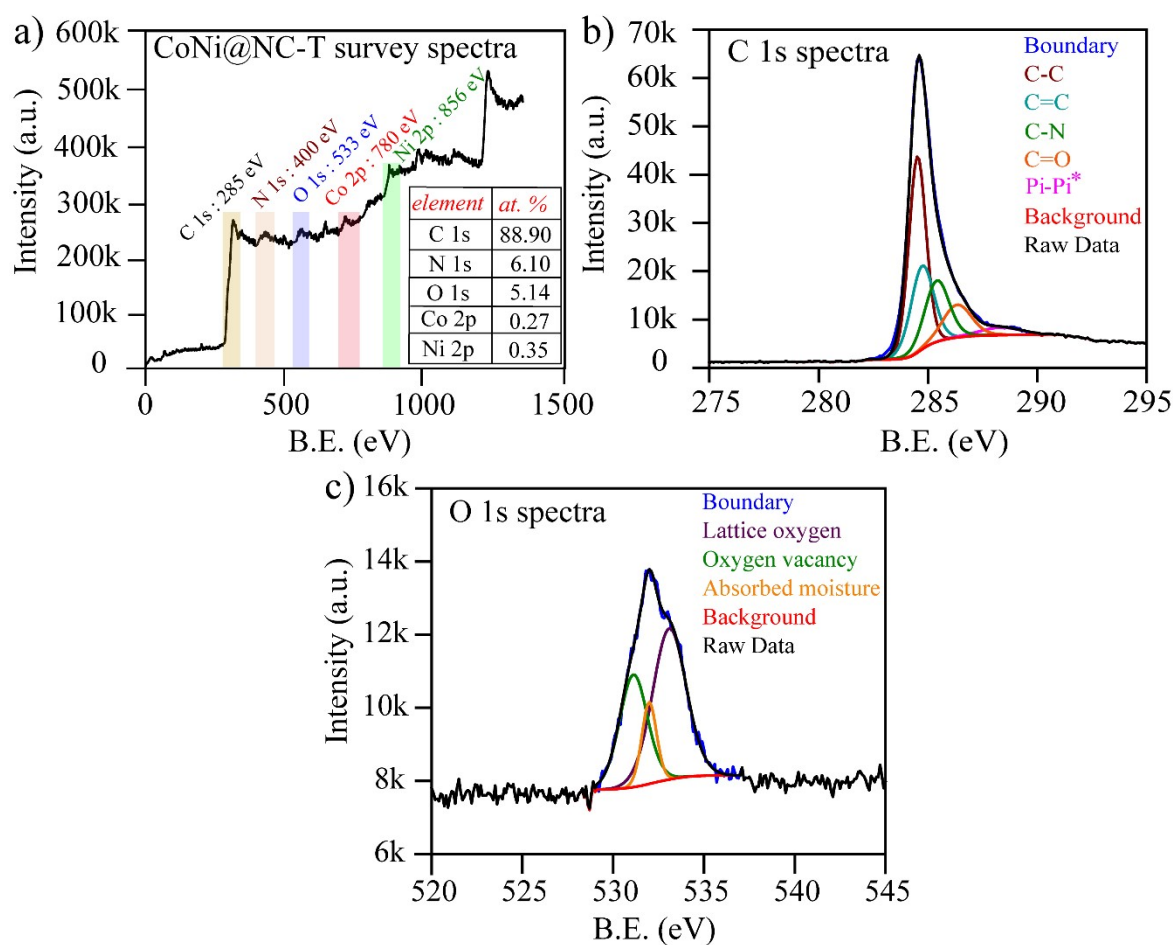 a)
CoNi@NC-T survey spectra
600k
500k
400k
300k
200k
100k
0
Intensity (a.u.)
C 1s : 285 eV
N 1s : 400 eV
O 1s : 533 eV
Co 2p : 780 eV
Ni 2p : 856 eV
element at. %
C 1s 88.90
N 1s 6.10
O 1s 5.14
Co 2p 0.27
Ni 2p 0.35
0 500 1000 1500
B.E. (eV)
b)
C 1s spectra
70k
60k
50k
40k
30k
20k
10k
0
Intensity (a.u.)
Boundary
C-C
C=C
C-N
C=O
Pi-Pi*
Background
Raw Data
275 280 285 290 295
B.E. (eV)
c)
O 1s spectra
16k
14k
12k
10k
8k
6k
Intensity (a.u.)
Boundary
Lattice oxygen
Oxygen vacancy
Absorbed moisture
Background
Raw Data
520 525 530 535 540 545
B.E. (eV)